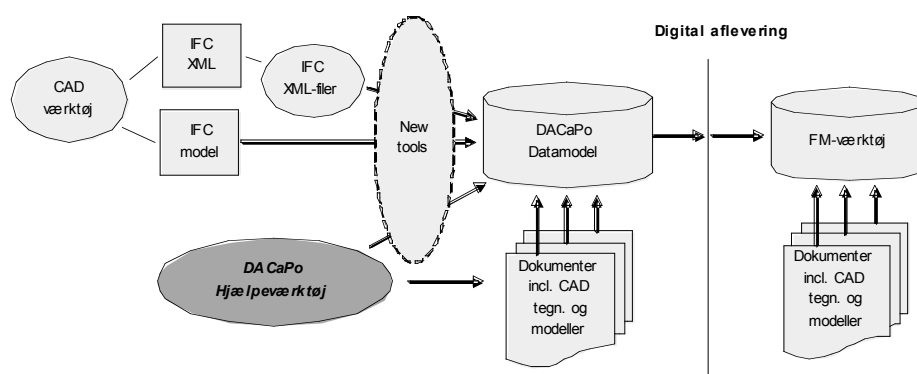 Digital aflevering
IFC
XML
IFC
XML-filer
CAD
værktøj
IFC
model
New
tools
DACaPo
Datamodel
FM-værktøj
DACaPo
Hjælpeværktøj
Dokumenter
incl. CAD
tegn. og
modeller
Dokumenter
incl. CAD
tegn. og
modeller